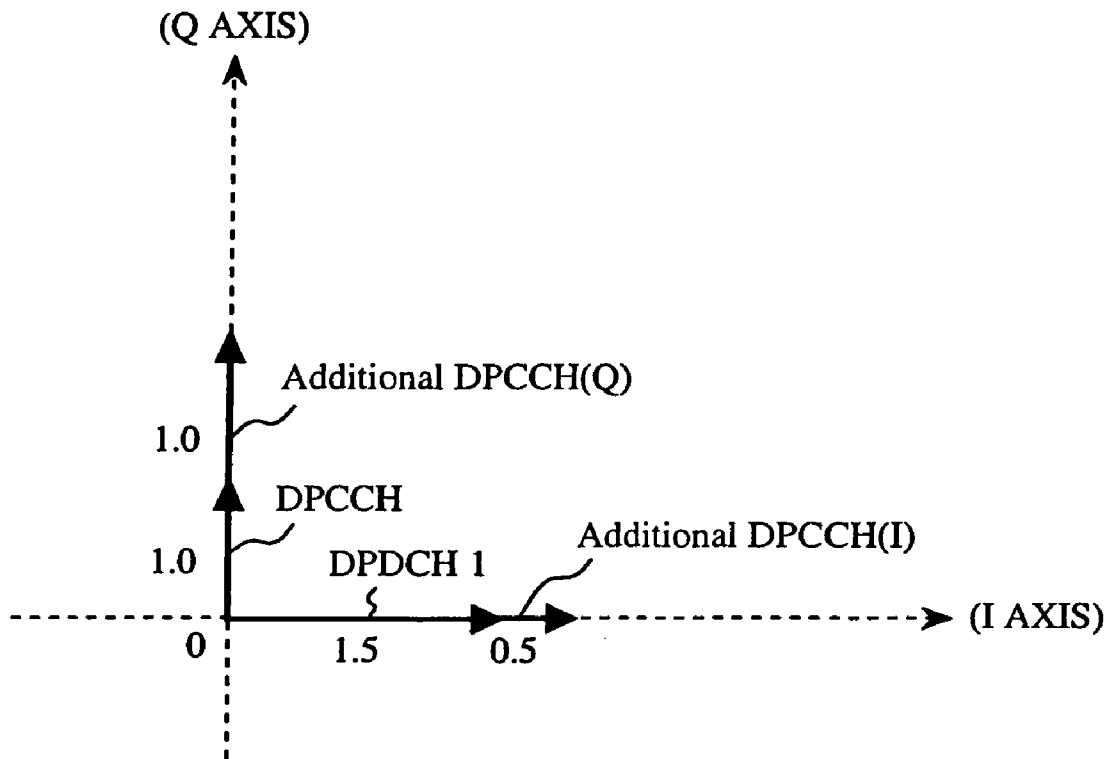 (Q AXIS)
Additional DPCCH(Q)
1.0
DPCCH
Additional DPCCH(I)
1.0
DPDCH 1
(I AXIS)
0
1.5
0.5